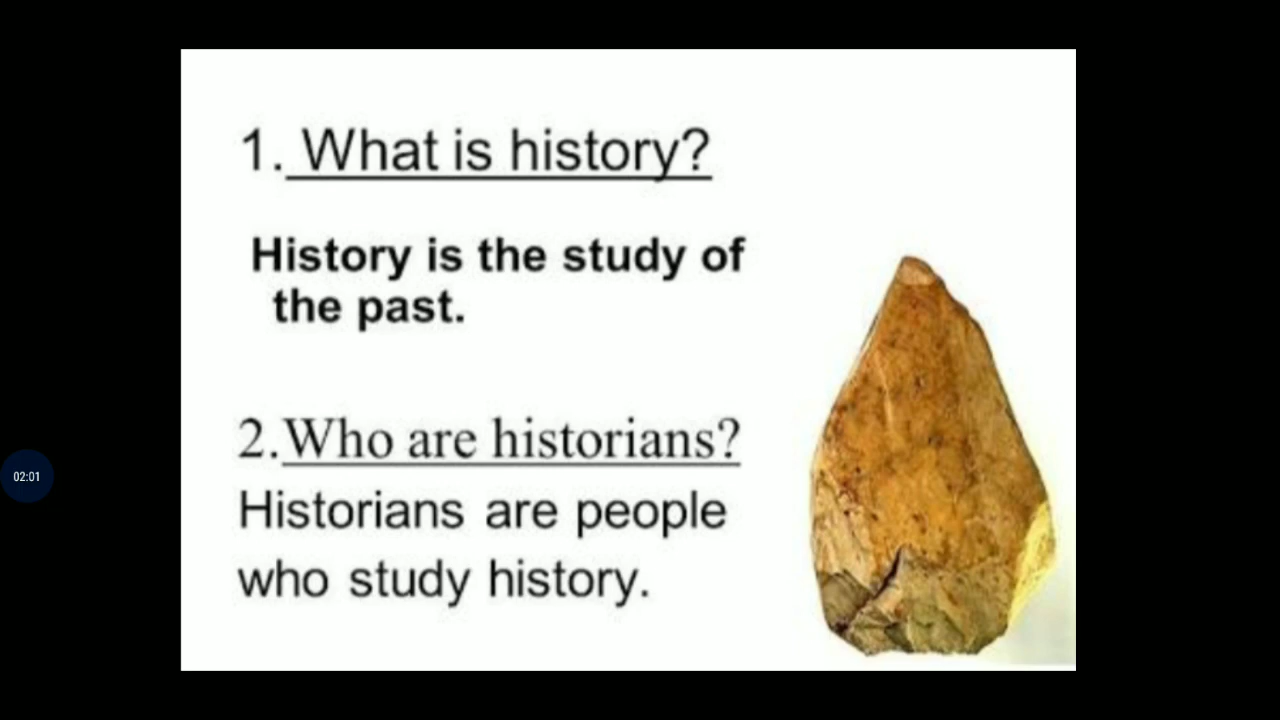 1. What is history?
History is the study of
the past.
2.Who are historians?
Historians are people
who study history.
02:01